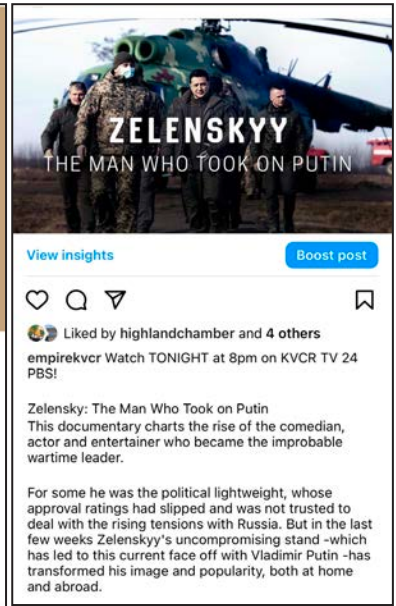 ZELENSKYY
THE MAN WHO TOOK ON PUTIN
View insights
Boost post
Liked by highlandchamber and 4 others
empirekvcr Watch TONIGHT at 8pm on KVCR TV 24
PBS!
Zelensky: The Man Who Took on Putin
This documentary charts the rise of the comedian,
actor and entertainer who became the improbable
wartime leader.
For some he was the political lightweight, whose
approval ratings had slipped and was not trusted to
deal with the rising tensions with Russia. But in the last
few weeks Zelenskyy's uncompromising stand -which
has led to this current face off with Vladimir Putin -has
transformed his image and popularity, both at home
and abroad.